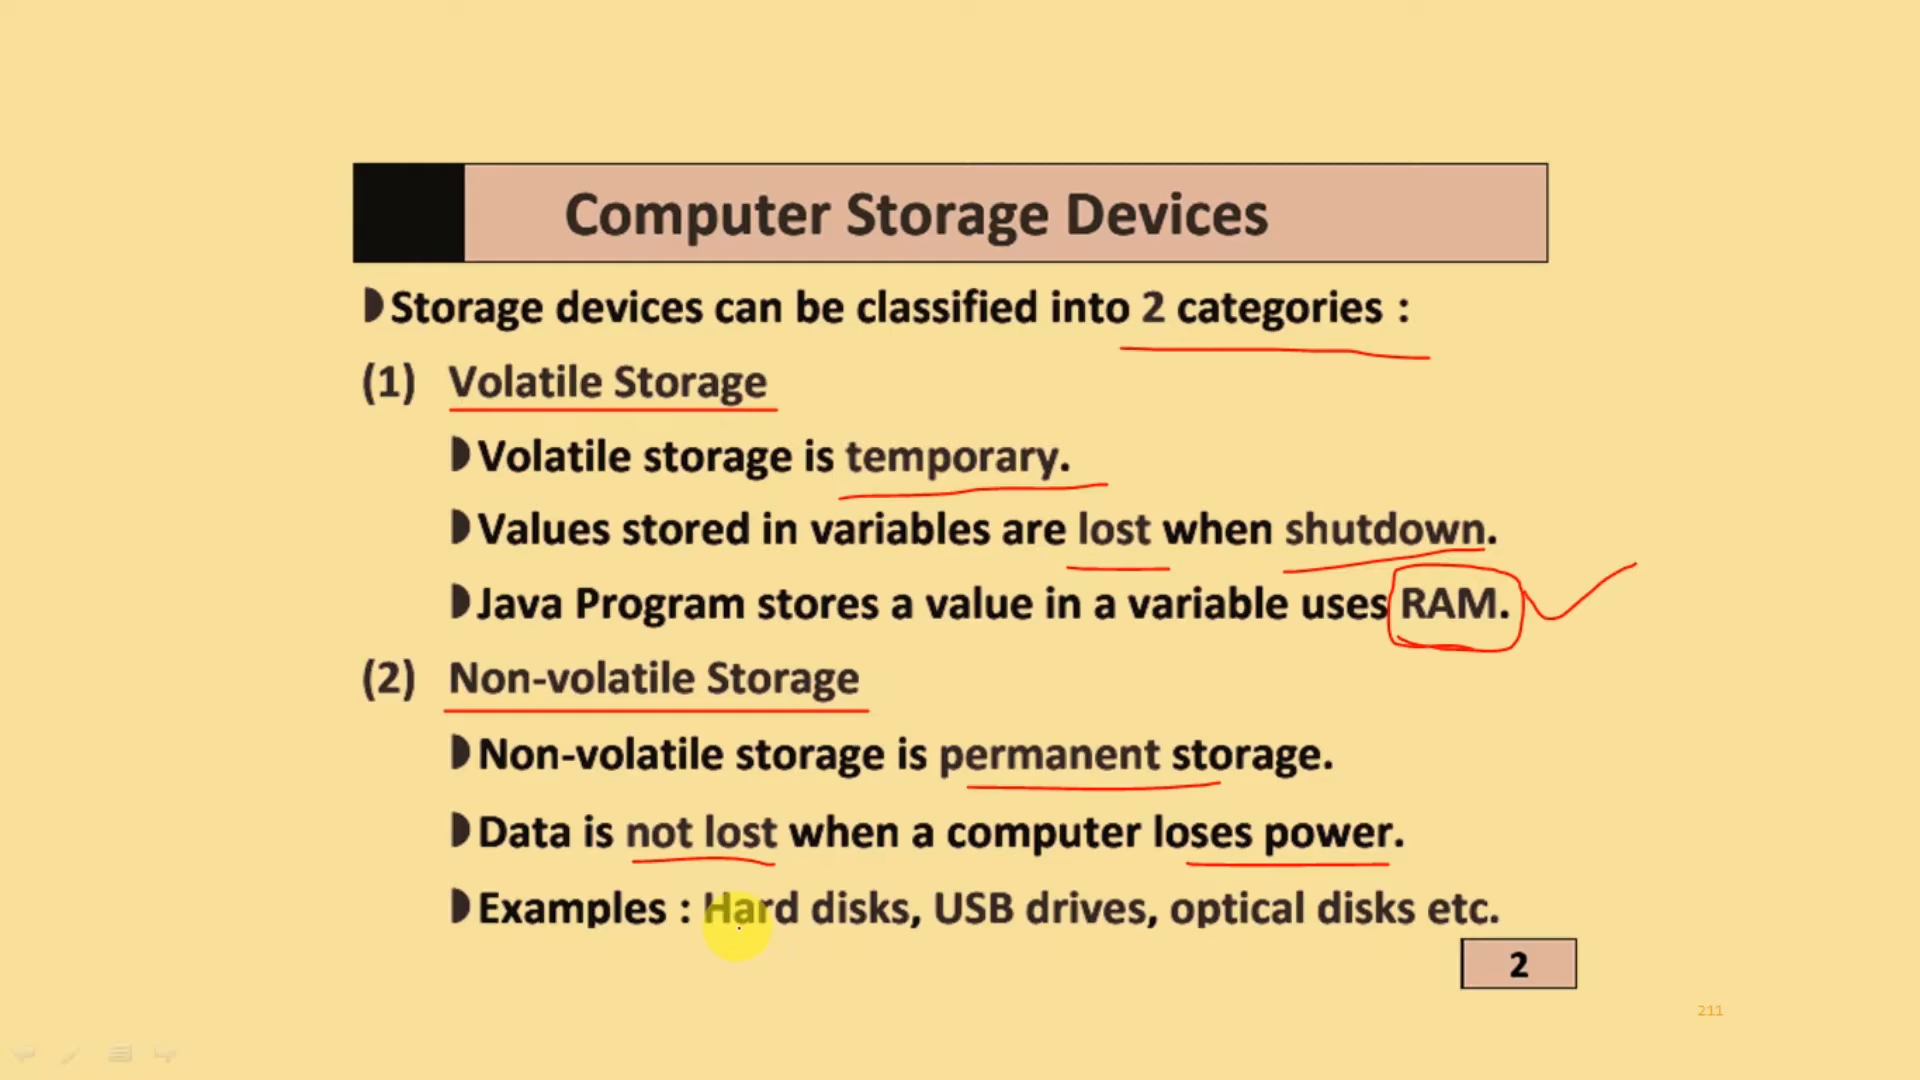 Computer Storage Devices
Storage devices can be classified into 2 categories :
(1) Volatile Storage
Volatile storage is temporary.
Values stored in variables are lost when shutdown.
Java Program stores a value in a variable uses RAM.
(2) Non-volatile Storage
Non-volatile storage is permanent storage.
Data is not lost when a computer loses power.
Examples : Hard disks, USB drives, optical disks etc.
2
211